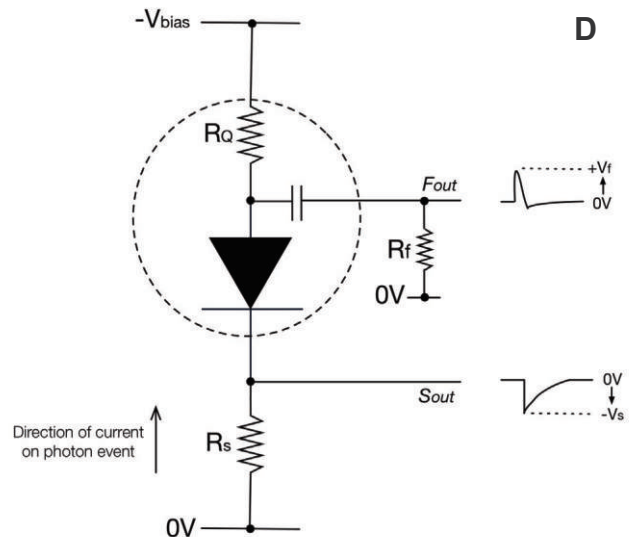 -Vbias
D
RQ
Fout
+Vf
0V
Rf
0V
Sout
0V
-Vs
Direction of current
on photon event
Rs
0V